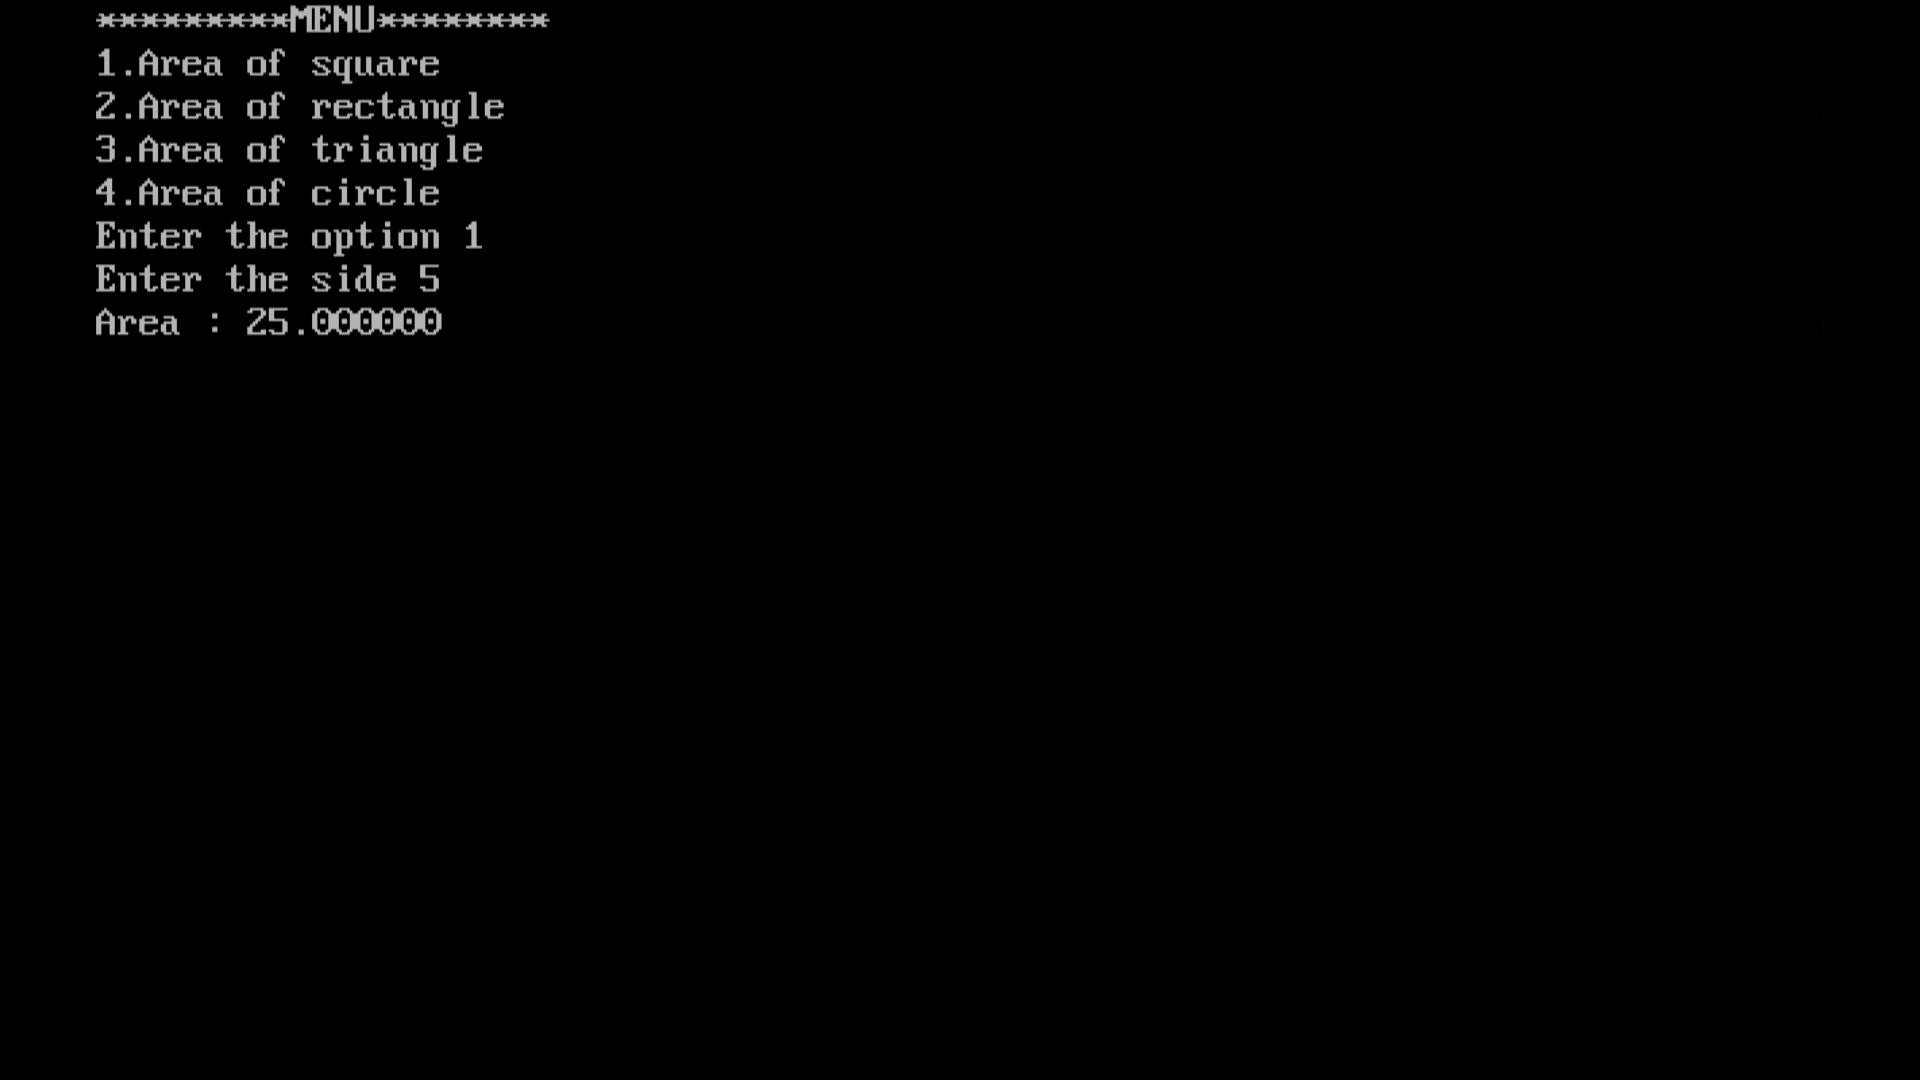 *********MENU********
1.Area of square
2.Area of rectangle
3.Area of triangle
4.Area of circle
Enter the option 1
Enter the side 5
Area : 25.000000